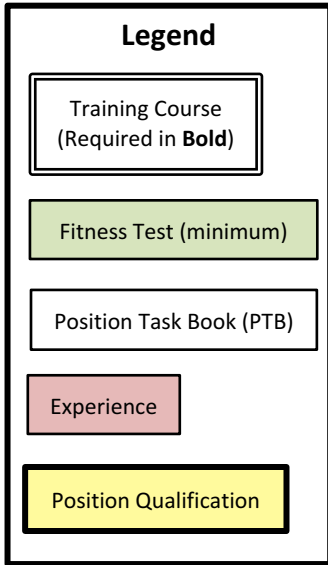 Legend
Training Course
(Required in Bold)
Fitness Test (minimum)
Position Task Book (PTB)
Experience
Position Qualification